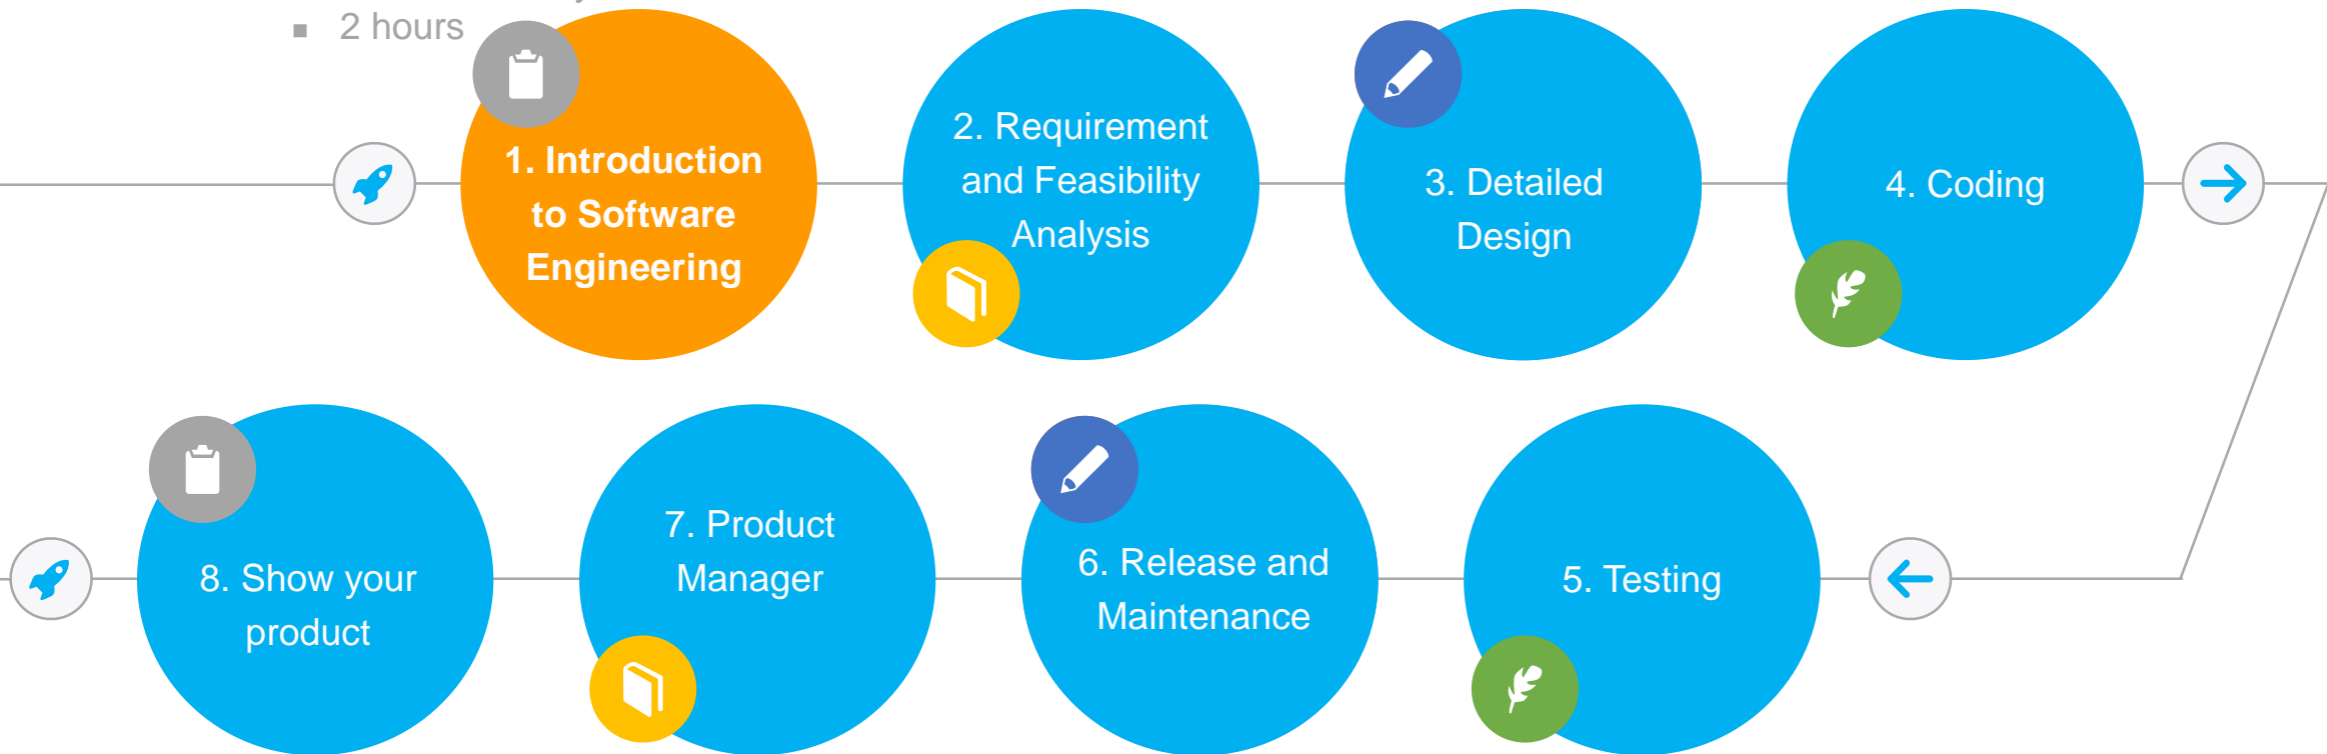 ▪ 2 hours
1. Introduction
to Software
Engineering
2. Requirement
and Feasibility
Analysis
3. Detailed
Design
4. Coding
8. Show your
product
7. Product
Manager
6. Release and
Maintenance
5. Testing